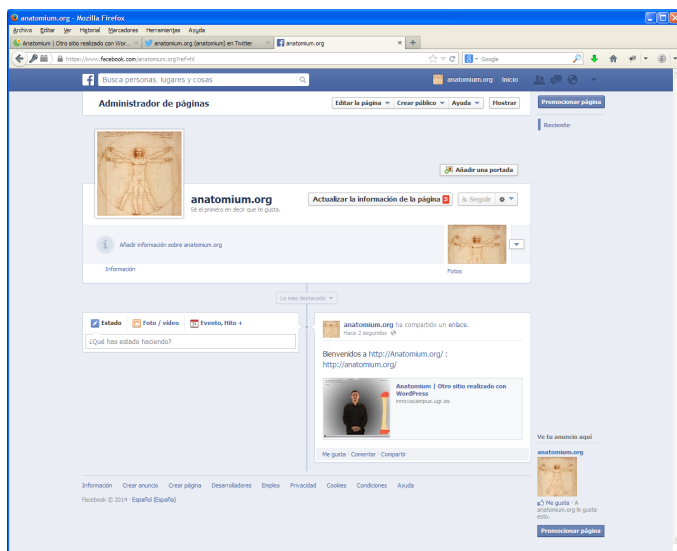 anatomium.org - Mozilla Firefox
Archivo Editar Ver Historial Marcadores Herramientas Ayuda
Anatomium | Otro sitio realizado con Wor...
anatomium.org (anatomium) en Twitter
anatomium.org
https://www.facebook.com/anatomium.org?ref=hl
Google
Busca personas, lugares y cosas
anatomium.org Inicio
Administrador de páginas
Editar la página
Crear público
Ayuda
Mostrar
Promocionar página
Reciente
Añadir una portada
anatomium.org
Sé el primero en decir que te gusta.
Actualizar la información de la página 5
Seguir
Añadir información sobre anatomium.org
Información
Fotos
Lo más destacado
Estado
Foto / vídeo
Evento, Hito +
¿Qué has estado haciendo?
anatomium.org ha compartido un enlace.
Hace 2 segundos
Bienvenidos a http://Anatomium.org/ :
http://anatomium.org/
Anatomium | Otro sitio realizado con
WordPress
innovacampus.ugr.es
Me gusta · Comentar · Compartir
Ve tu anuncio aquí
anatomium.org
Me gusta · A
anatomium.org le gusta
esto.
Promocionar página
Información Crear anuncio Crear página Desarrolladores Empleo Privacidad Cookies Condiciones Ayuda
Facebook © 2014 · Español (España)